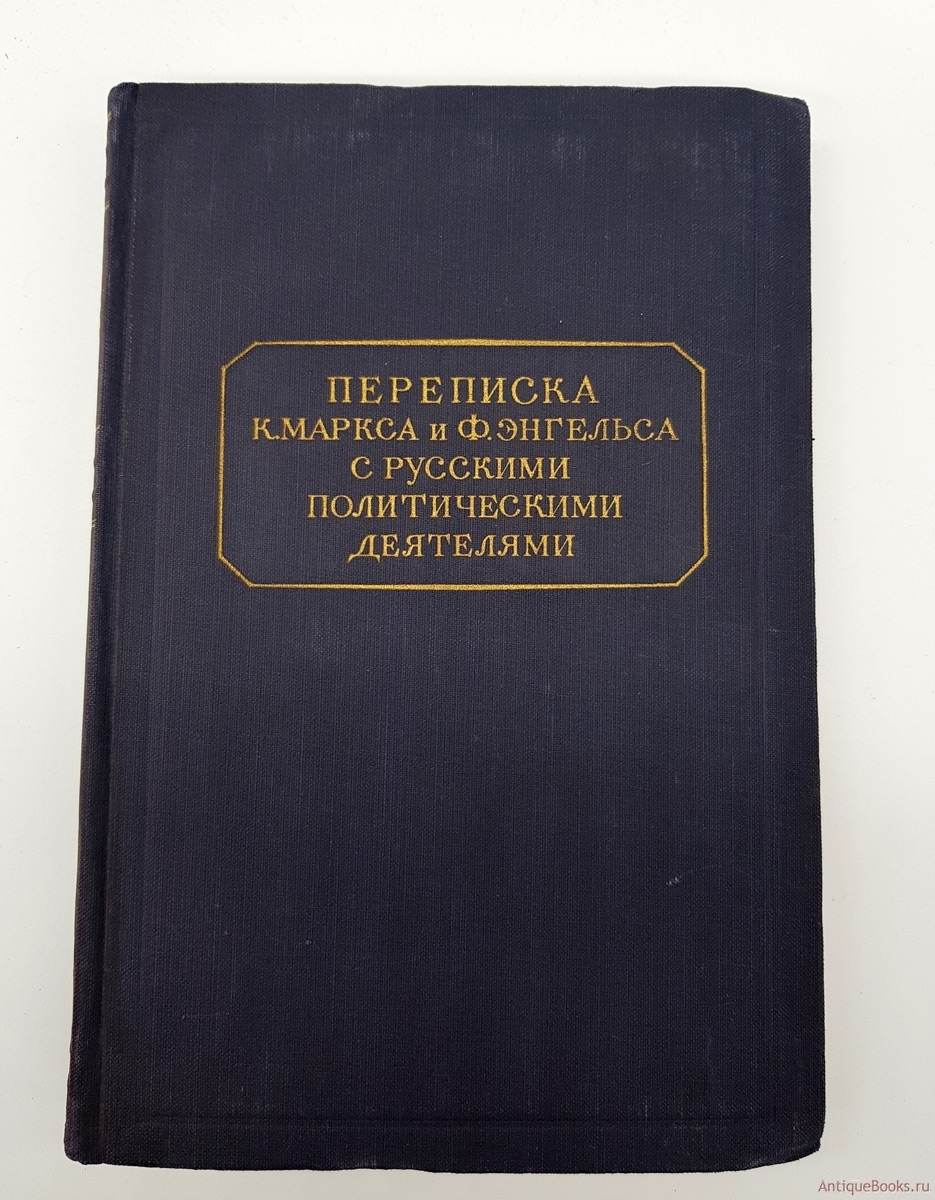 ПЕРЕПИСКА
К.МАРКСА и Ф.ЭНГЕЛЬСА
С РУССКИМИ
ПОЛИТИЧЕСКИМИ
ДЕЯТЕЛЯМИ
AntiqueBooks.ru